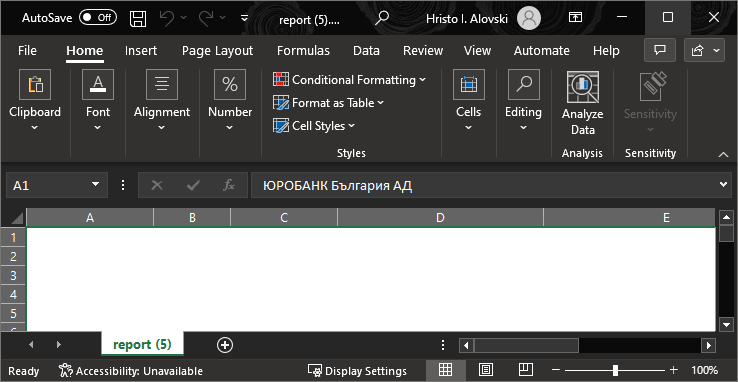 AutoSave Off report (5).... Hristo I. Alovski
File Home Insert Page Layout Formulas Data Review View Automate Help
Clipboard Font Alignment Number Conditional Formatting Format as Table Cell Styles Cells Editing Analyze Data Sensitivity
Styles Analysis Sensitivity
A1 fx ЮРОБАНК България АД
A B C D E
1
2
3
4
5
6
report (5)
Ready Accessibility: Unavailable Display Settings 100%